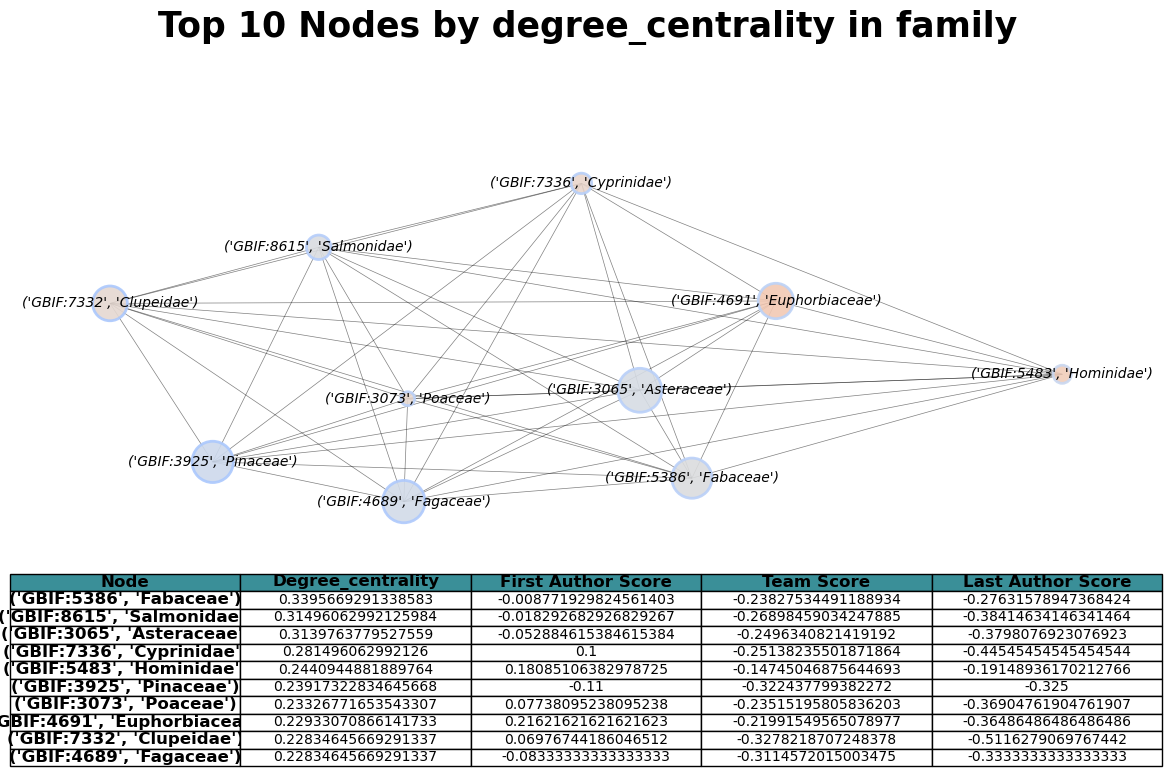 Top 10 Nodes by degree_centrality in family
('GBIF:7336', 'Cyprinidae')
('GBIF:8615', 'Salmonidae')
('GBIF:7332', 'Clupeidae')
('GBIF:4691', 'Euphorbiaceae')
('GBIF:5483', 'Hominidae')
('GBIF:3065', 'Asteraceae')
('GBIF:3073', 'Poaceae')
('GBIF:3925', 'Pinaceae')
('GBIF:5386', 'Fabaceae')
('GBIF:4689', 'Fagaceae')
Node Degree_centrality First Author Score Team Score Last Author Score
('GBIF:5386', 'Fabaceae') 0.3395669291338583 -0.008771929824561403 -0.23827534491188934 -0.27631578947368424
('GBIF:8615', 'Salmonidae 0.31496062992125984 -0.018292682926829267 -0.26898459034247885 -0.38414634146341464
('GBIF:3065', 'Asteraceae' 0.3139763779527559 -0.052884615384615384 -0.2496340821419192 -0.3798076923076923
('GBIF:7336', 'Cyprinidae' 0.281496062992126 0.1 -0.25138235501871864 -0.44545454545454544
('GBIF:5483', 'Hominidae' 0.2440944881889764 0.18085106382978725 -0.14745046875644693 -0.19148936170212766
('GBIF:3925', 'Pinaceae') 0.23917322834645668 -0.11 -0.322437799382272 -0.325
('GBIF:3073', 'Poaceae') 0.23326771653543307 0.07738095238095238 -0.23515195805836203 -0.36904761904761907
GBIF:4691', 'Euphorbiacea 0.22933070866141733 0.21621621621621623 -0.21991549565078977 -0.36486486486486486
('GBIF:7332', 'Clupeidae') 0.22834645669291337 0.06976744186046512 -0.3278218707248378 -0.5116279069767442
('GBIF:4689', 'Fagaceae') 0.22834645669291337 -0.08333333333333333 -0.3114572015003475 -0.3333333333333333